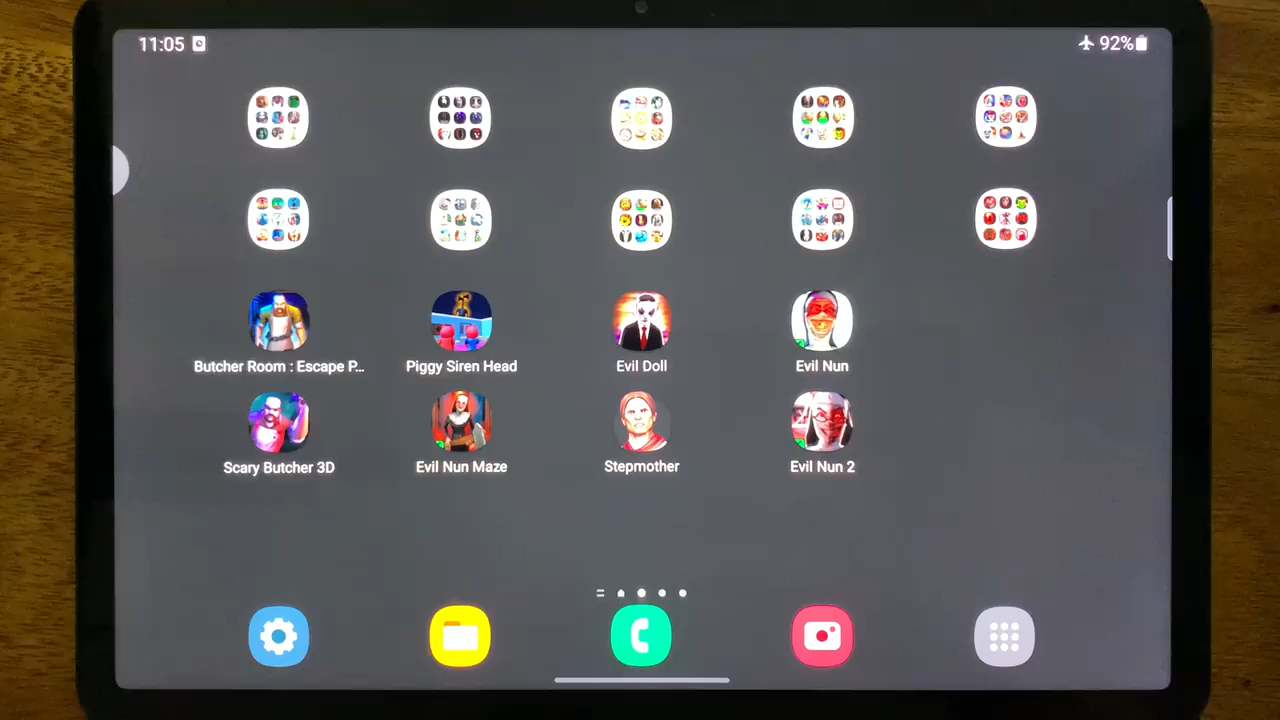 11:05
92%
Butcher Room : Escape P...
Piggy Siren Head
Evil Doll
Evil Nun
Scary Butcher 3D
Evil Nun Maze
Stepmother
Evil Nun 2